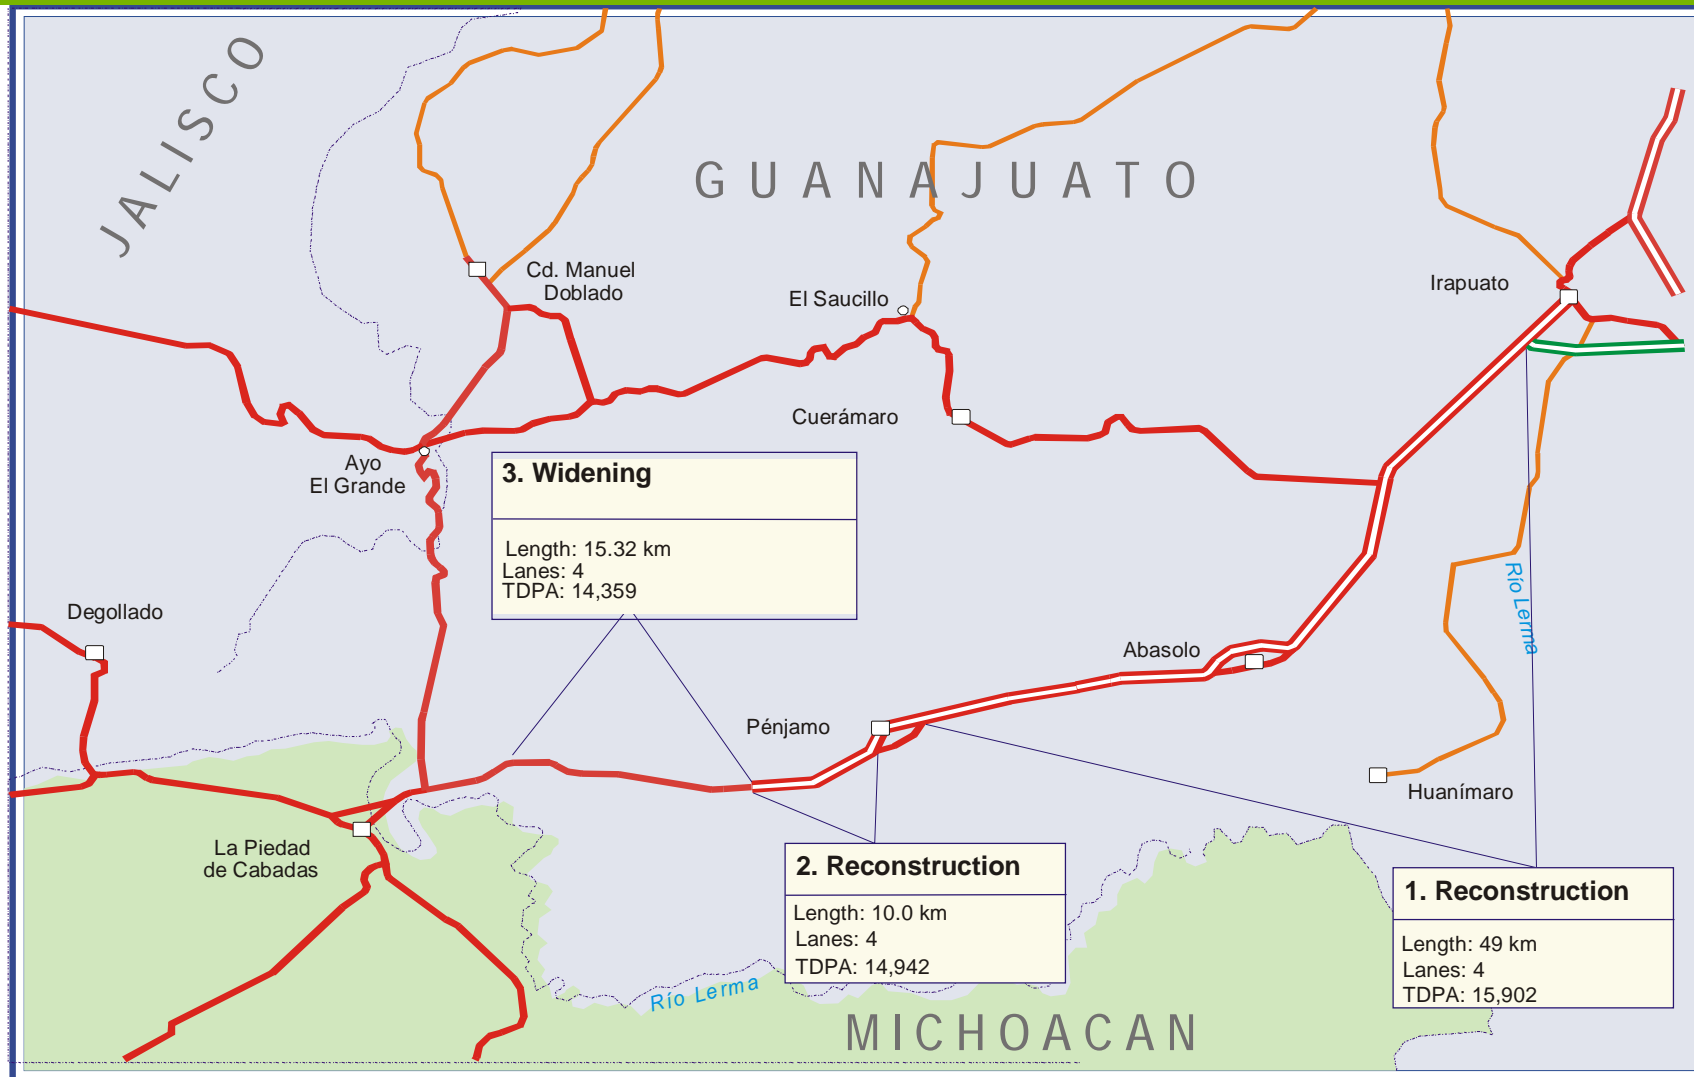 JALISCO
GUANAJUATO
Cd. Manuel
Doblado
El Saucillo
Irapuato
Cuerámaro
Ayo
El Grande
3. Widening
Length: 15.32 km
Lanes: 4
TDPA: 14,359
Río Lerma
Degollado
Abasolo
Pénjamo
Huanímaro
La Piedad
de Cabadas
2. Reconstruction
Length: 10.0 km
Lanes: 4
TDPA: 14,942
1. Reconstruction
Length: 49 km
Lanes: 4
TDPA: 15,902
Río Lerma
MICHOACAN